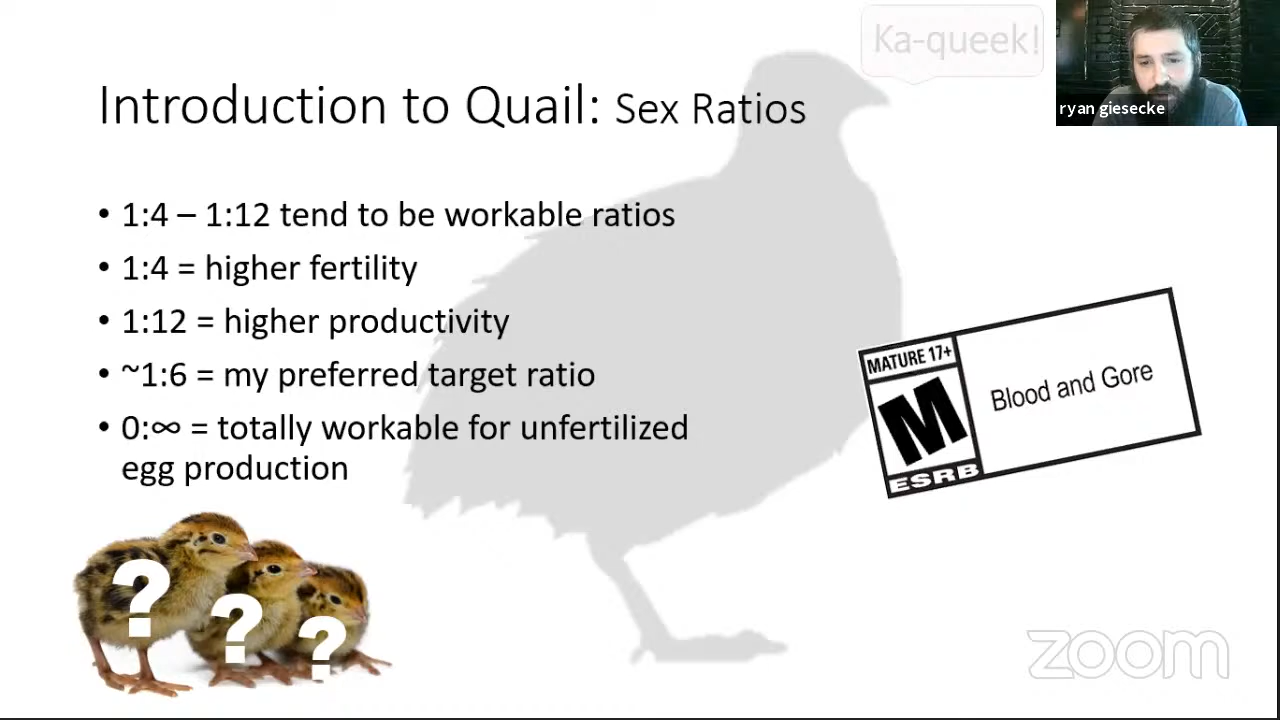 Ka-queek!
ryan giesecke
Introduction to Quail: Sex Ratios
• 1:4 – 1:12 tend to be workable ratios
• 1:4 = higher fertility
• 1:12 = higher productivity
• ~1:6 = my preferred target ratio
• 0:∞ = totally workable for unfertilized
egg production
MATURE 17+
M
ESRB
Blood and Gore
? ? ?
zoom